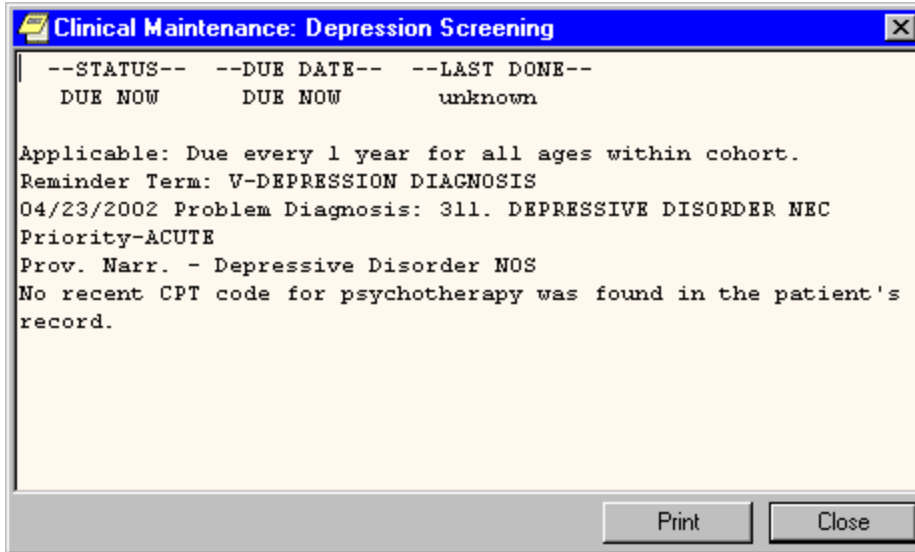 Clinical Maintenance: Depression Screening
--STATUS-- --DUE DATE-- --LAST DONE--
DUE NOW DUE NOW unknown
Applicable: Due every 1 year for all ages within cohort.
Reminder Term: V-DEPRESSION DIAGNOSIS
04/23/2002 Problem Diagnosis: 311. DEPRESSIVE DISORDER NEC
Priority-ACUTE
Prov. Narr. - Depressive Disorder NOS
No recent CPT code for psychotherapy was found in the patient's
record.
Print Close